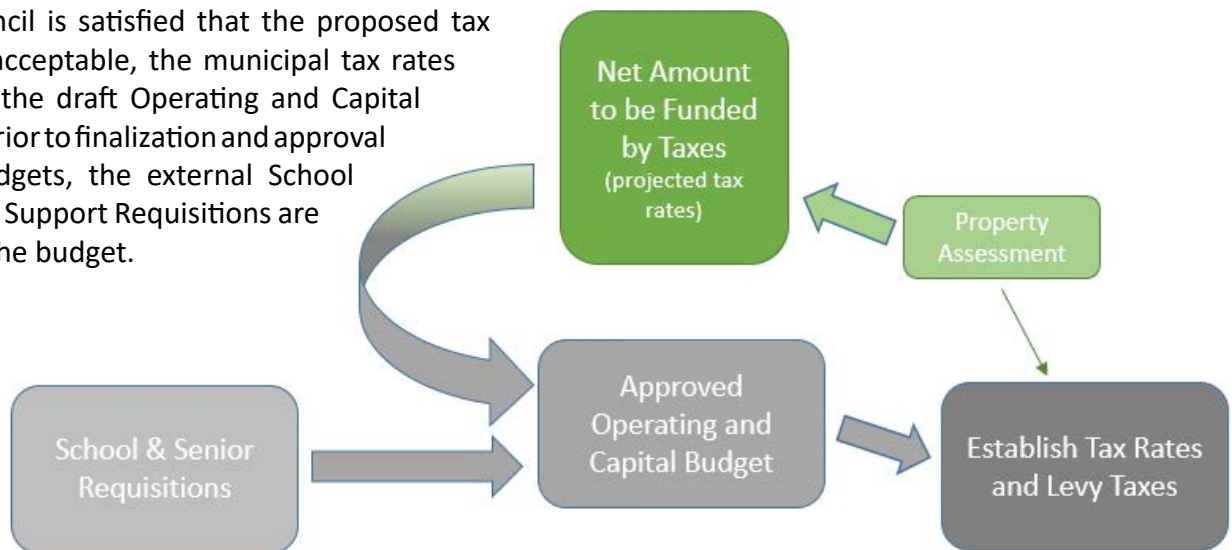 ncil is satisfied that the proposed tax
acceptable, the municipal tax rates
the draft Operating and Capital
rior to finalization and approval
dgets, the external School
Support Requisitions are
he budget.
Net Amount
to be Funded
by Taxes
(projected tax
rates)
Property
Assessment
School & Senior
Requisitions
Approved
Operating and
Capital Budget
Establish Tax Rates
and Levy Taxes